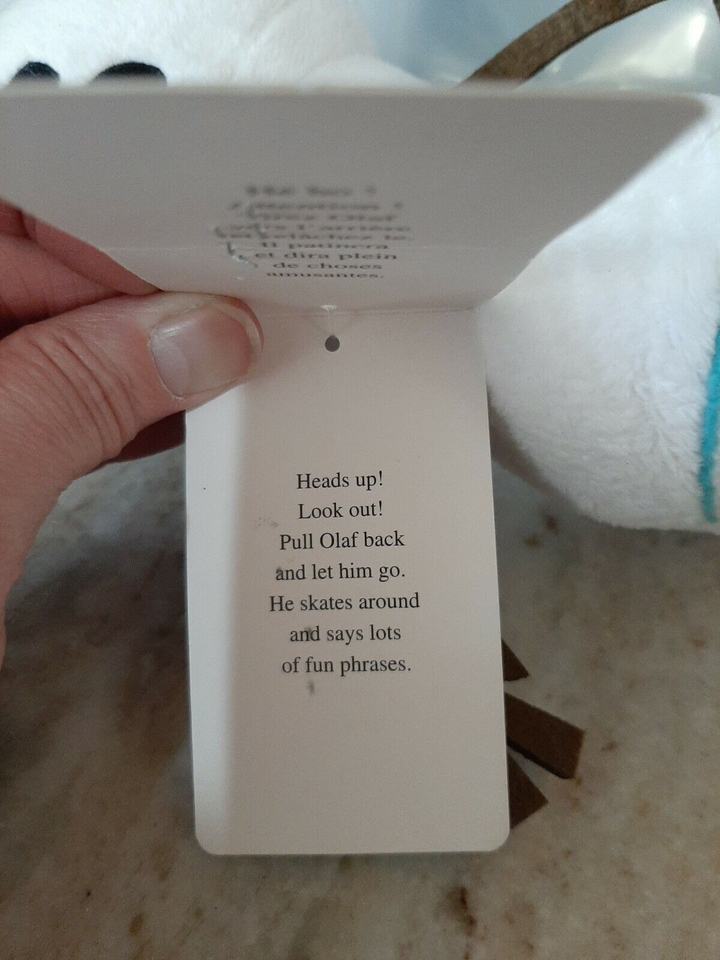 Il patinera
et dira plein
de choses
amusantes.
Heads up!
Look out!
Pull Olaf back
and let him go.
He skates around
and says lots
of fun phrases.